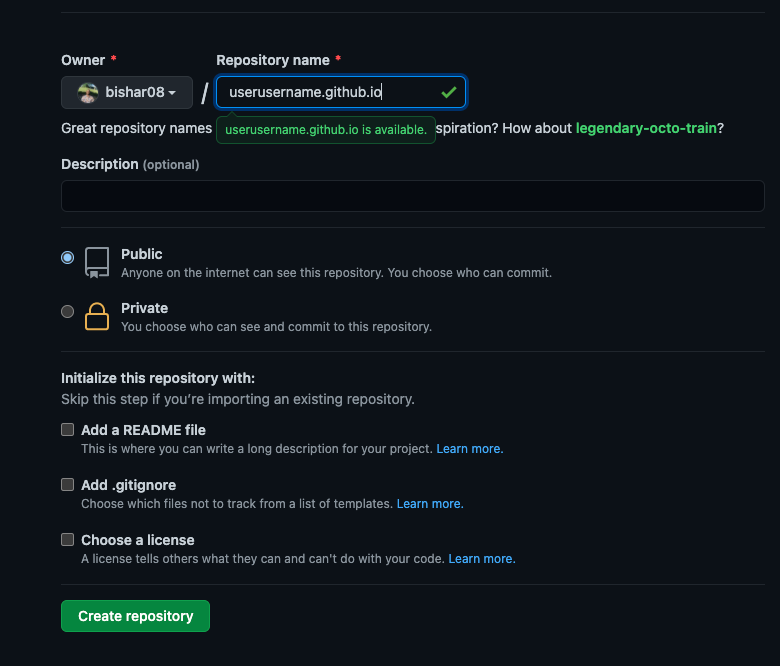 Owner *
Repository name *
bishar08
/
userusername.github.io
Great repository names
userusername.github.io is available.
spiration? How about legendary-octo-train?
Description (optional)
Public
Anyone on the internet can see this repository. You choose who can commit.
Private
You choose who can see and commit to this repository.
Initialize this repository with:
Skip this step if you’re importing an existing repository.
Add a README file
This is where you can write a long description for your project. Learn more.
Add .gitignore
Choose which files not to track from a list of templates. Learn more.
Choose a license
A license tells others what they can and can't do with your code. Learn more.
Create repository